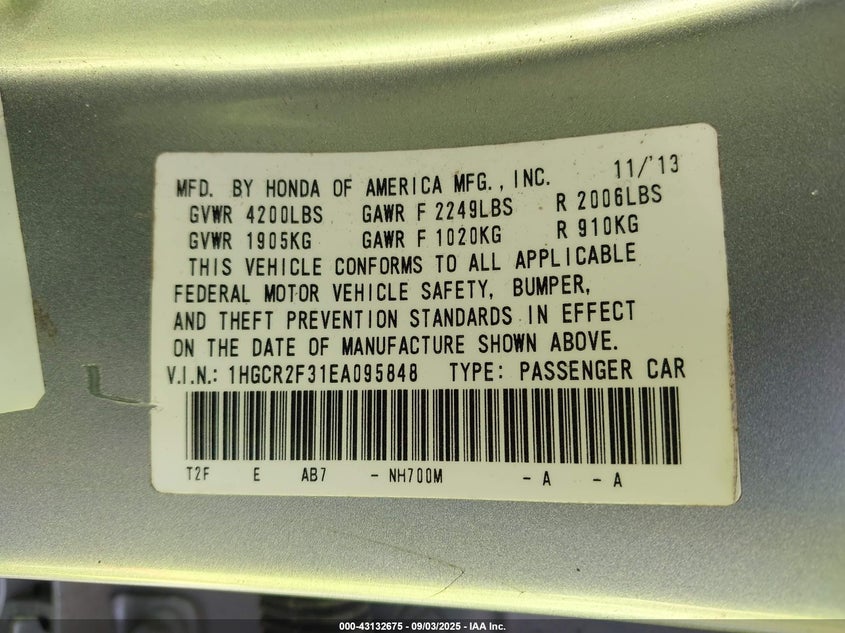 MFD. BY HONDA OF AMERICA MFG., INC. 11/'13
GVWR 4200LBS GAWR F 2249LBS R 2006LBS
GVWR 1905KG GAWR F 1020KG R 910KG
THIS VEHICLE CONFORMS TO ALL APPLICABLE
FEDERAL MOTOR VEHICLE SAFETY, BUMPER,
AND THEFT PREVENTION STANDARDS IN EFFECT
ON THE DATE OF MANUFACTURE SHOWN ABOVE.
V.I.N.: 1HGCR2F31EA095848 TYPE: PASSENGER CAR
T2F E AB7 - NH700M - A - A
000-43132675 - 09/03/2025 - IAA Inc.